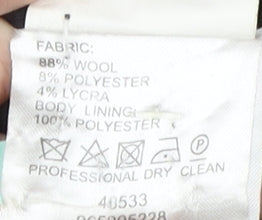 FABRIC:
88% WOOL
8% POLYESTER
4% LYCRA
BODY LINING:
100% POLYESTER
P
PROFESSIONAL DRY CLEAN
40533